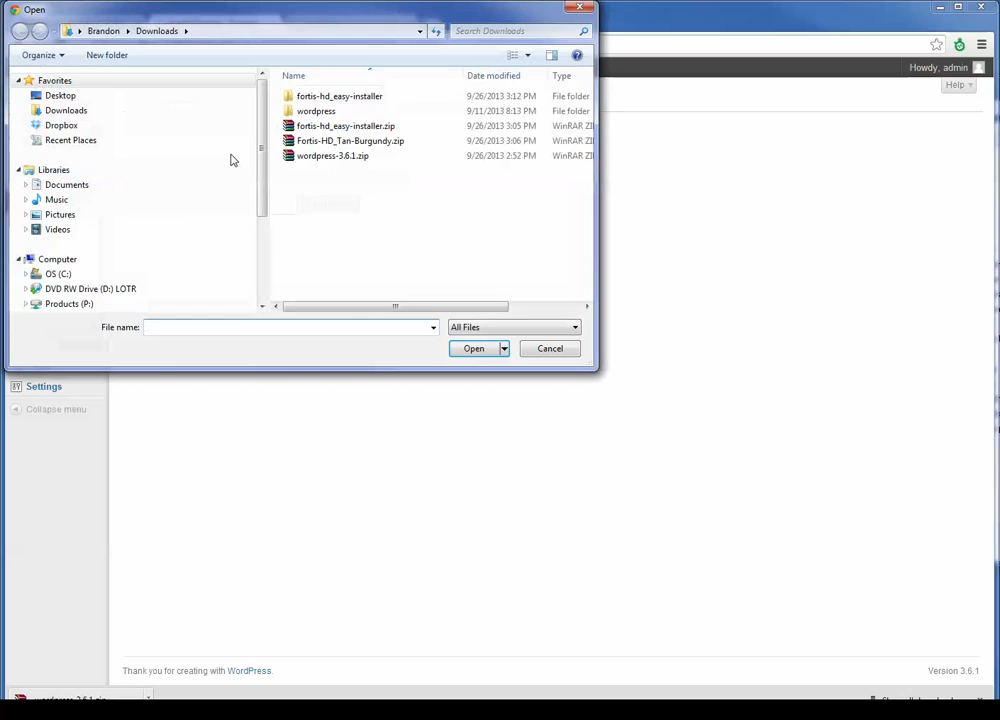 Open
Brandon Downloads Search Downloads
Organize New folder
Howdy, admin
Help
Name Date modified Type
Favorites
Desktop
Downloads
Dropbox
Recent Places
Libraries
Documents
Music
Pictures
Videos
Computer
OS (C:)
DVD RW Drive (D:) LOTR
Products (P:)
fortis-hd_easy-installer 9/26/2013 3:12 PM File folder
wordpress 9/11/2013 8:13 PM File folder
fortis-hd_easy-installer.zip 9/26/2013 3:05 PM WinRAR ZI
Fortis-HD_Tan-Burgundy.zip 9/26/2013 3:06 PM WinRAR ZI
wordpress-3.6.1.zip 9/26/2013 2:52 PM WinRAR ZI
File name: All Files
Open Cancel
Settings
Collapse menu
Thank you for creating with WordPress. Version 3.6.1
wordpress-3.6.1.zip